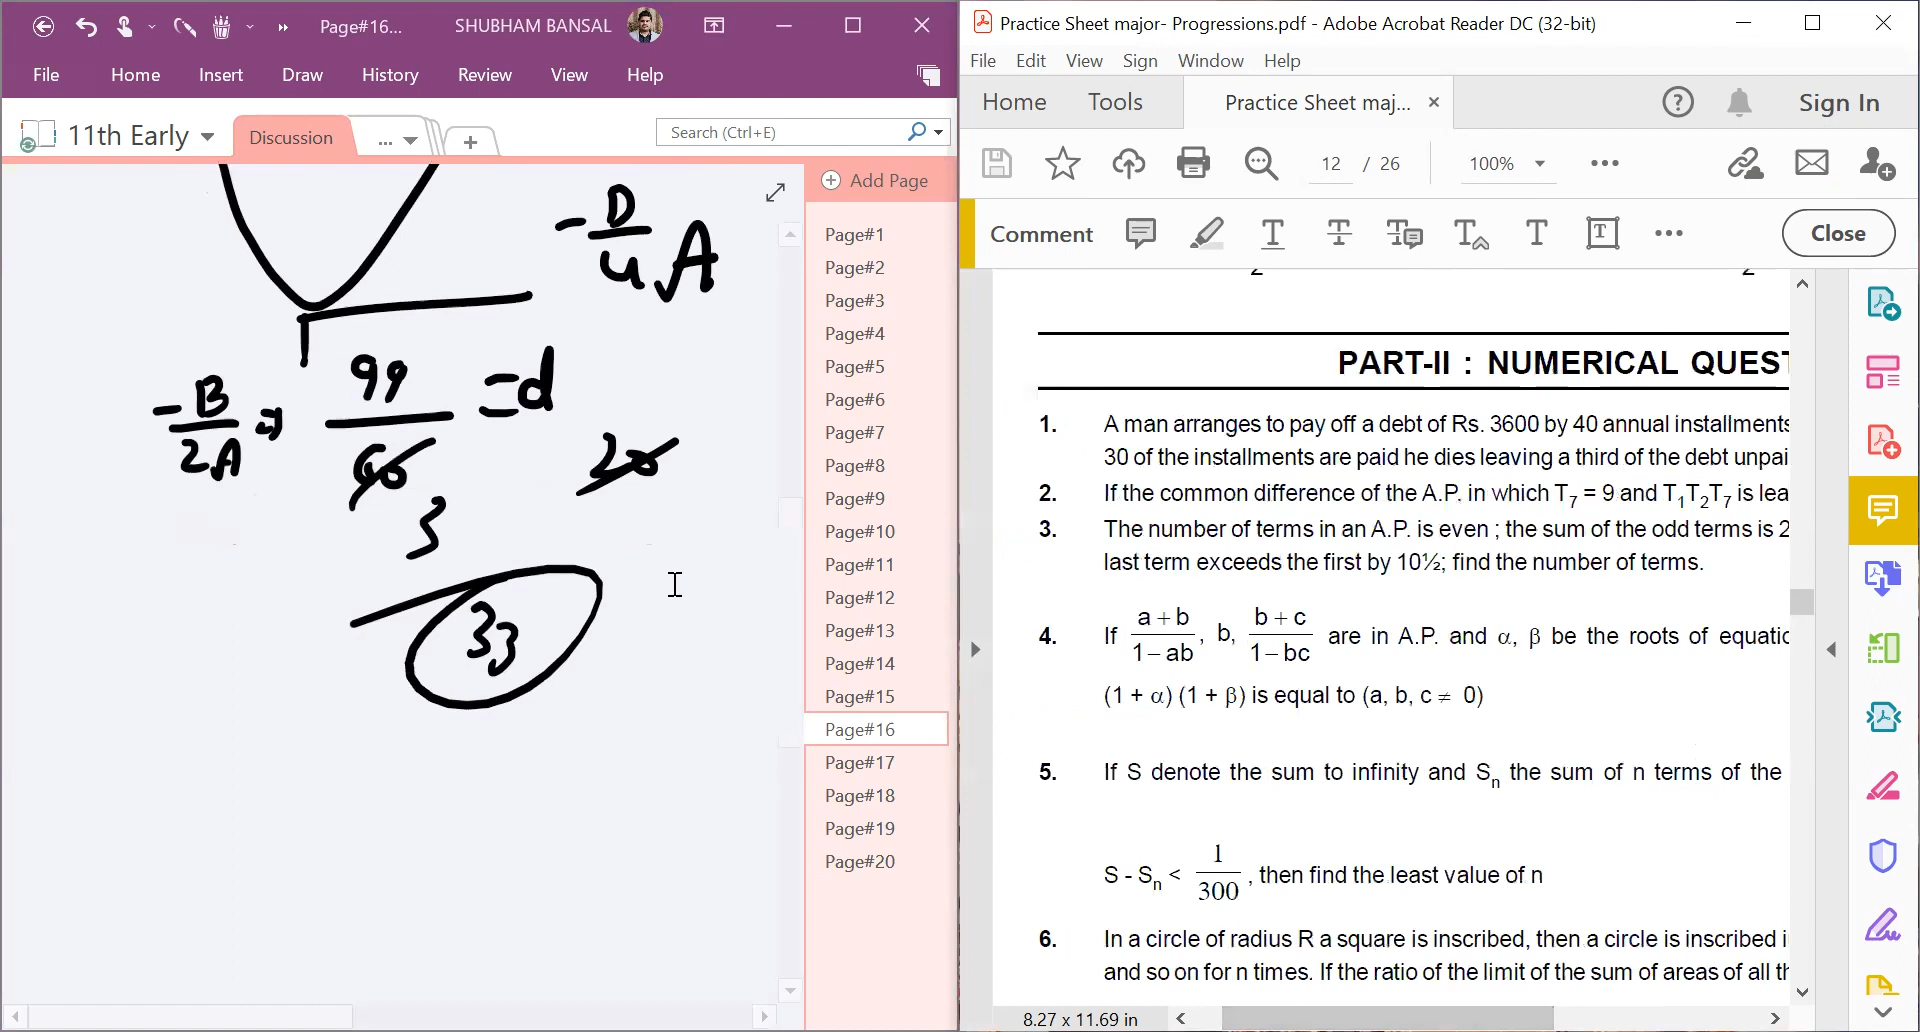 Page#16...
SHUBHAM BANSAL
File Home Insert Draw History Review View Help
11th Early
Discussion
...
+
Search (Ctrl+E)
Add Page
Page#1
Page#2
Page#3
Page#4
Page#5
Page#6
Page#7
Page#8
Page#9
Page#10
Page#11
Page#12
Page#13
Page#14
Page#15
Page#16
Page#17
Page#18
Page#19
Page#20
-D/4A
-B/2A => 99/60 = d
20
3
33
Practice Sheet major- Progressions.pdf - Adobe Acrobat Reader DC (32-bit)
File Edit View Sign Window Help
Home Tools Practice Sheet maj... × Sign In
12 / 26 100%
Comment Close
2 2
PART-II : NUMERICAL QUEST
1. A man arranges to pay off a debt of Rs. 3600 by 40 annual installments
30 of the installments are paid he dies leaving a third of the debt unpai
2. If the common difference of the A.P. in which T₇ = 9 and T₁T₂T₇ is lea
3. The number of terms in an A.P. is even ; the sum of the odd terms is 2
last term exceeds the first by 10½; find the number of terms.
4. If (a + b)/(1 – ab), b, (b + c)/(1 – bc) are in A.P. and α, β be the roots of equatic
(1 + α) (1 + β) is equal to (a, b, c ≠ 0)
5. If S denote the sum to infinity and Sₙ the sum of n terms of the
S - Sₙ < 1/300 , then find the least value of n
6. In a circle of radius R a square is inscribed, then a circle is inscribed i
and so on for n times. If the ratio of the limit of the sum of areas of all th
8.27 x 11.69 in